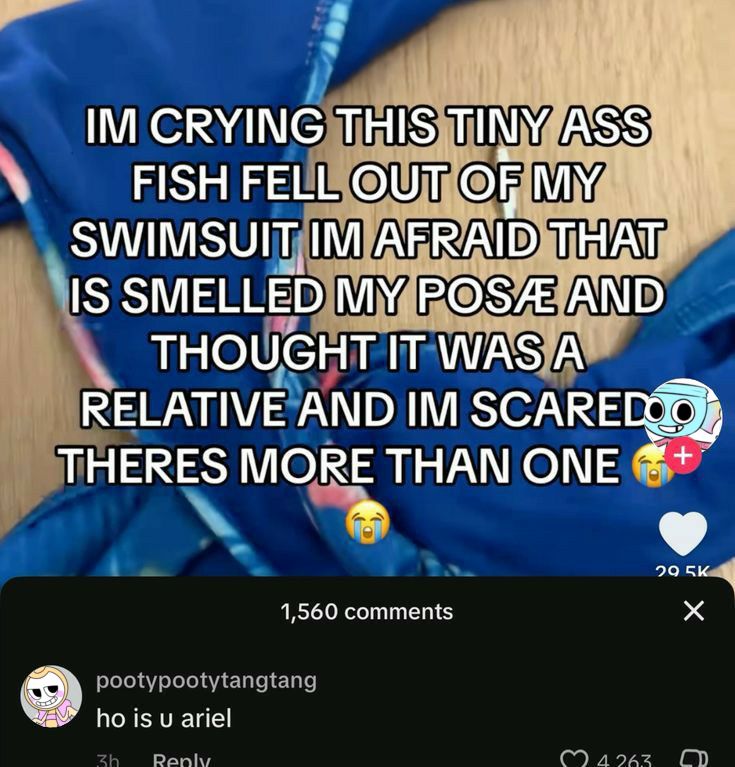 IM CRYING THIS TINY ASS
FISH FELL OUT OF MY
SWIMSUIT IM AFRAID THAT
IS SMELLED MY POSÆ AND
THOUGHT IT WAS A
RELATIVE AND IM SCARED
THERES MORE THAN ONE 😭
😭
29.5K
1,560 comments
pootypootytangtang
ho is u ariel
3h Reply 4,263